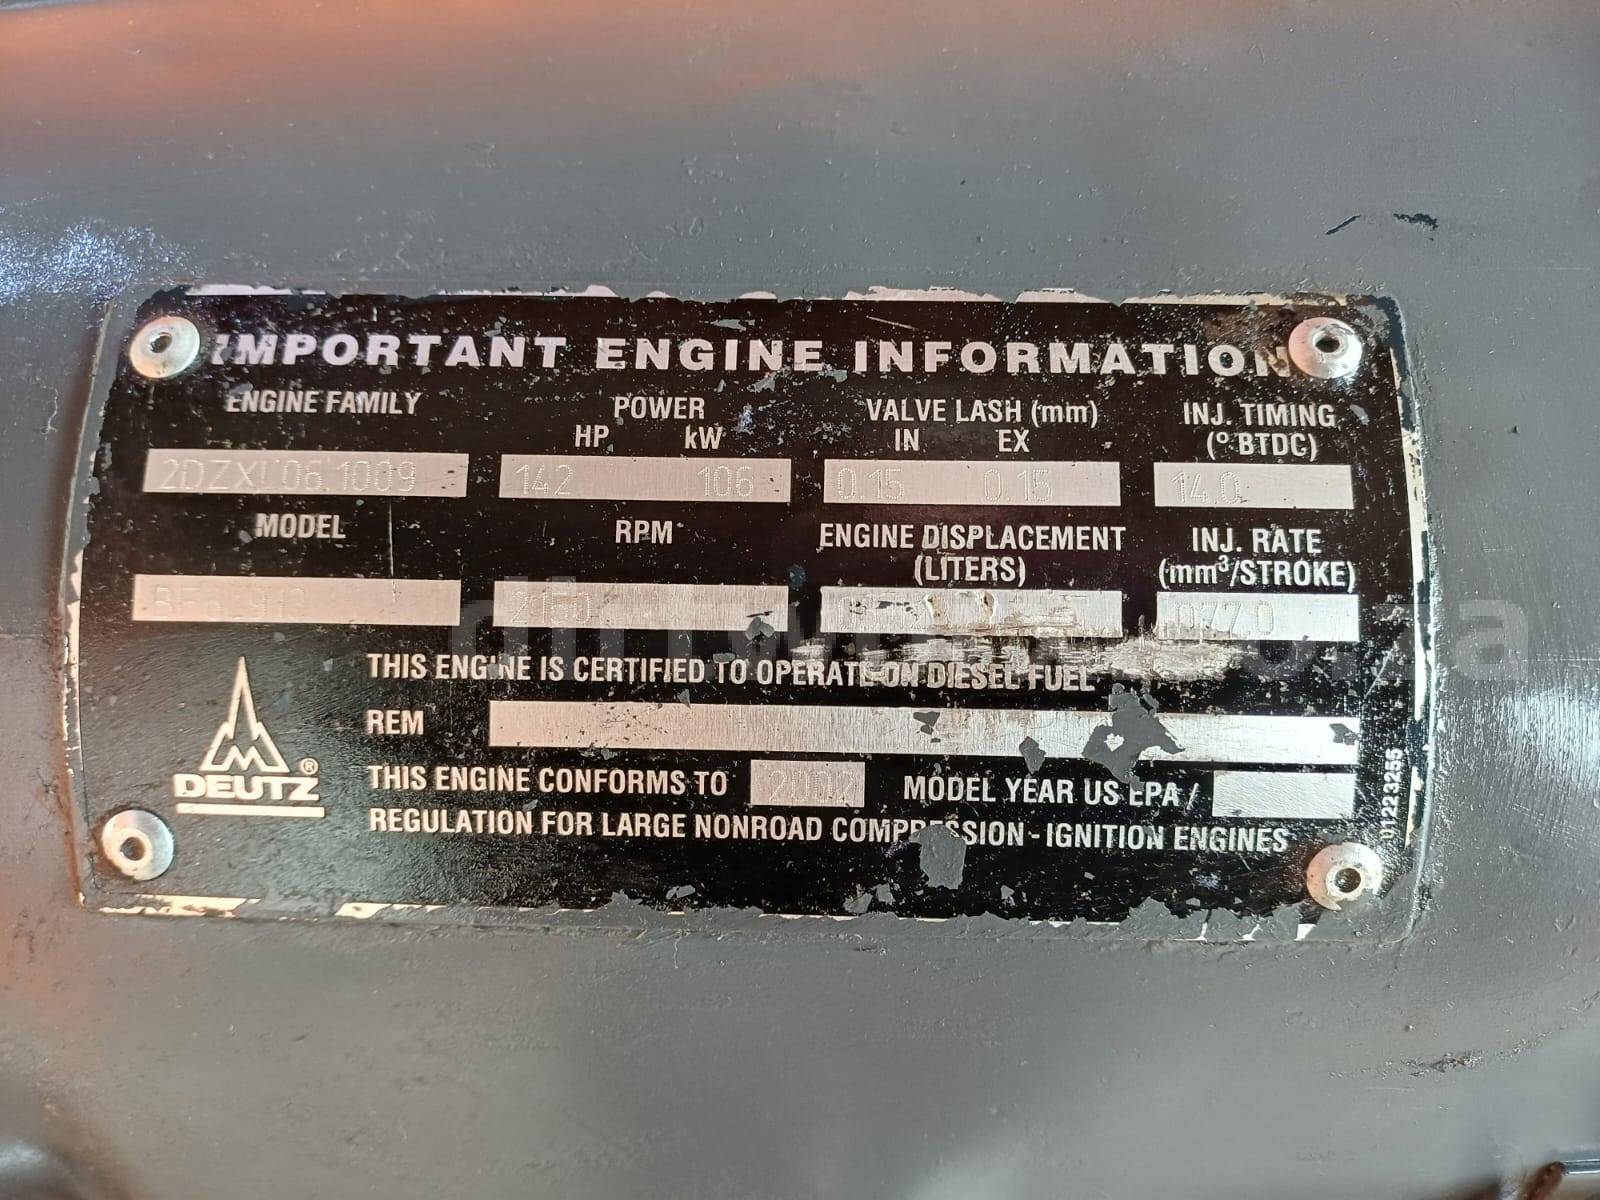 IMPORTANT ENGINE INFORMATION
ENGINE FAMILY POWER VALVE LASH (mm) INJ. TIMING
HP kW IN EX (° BTDC)
2DZXL06.1009 142 106 0.15 0.15 14.0
MODEL RPM ENGINE DISPLACEMENT INJ. RATE
(LITERS) (mm³/STROKE)
077.0
THIS ENGINE IS CERTIFIED TO OPERATE ON DIESEL FUEL
REM
THIS ENGINE CONFORMS TO 2002 MODEL YEAR US EPA /
REGULATION FOR LARGE NONROAD COMPRESSION - IGNITION ENGINES
DEUTZ ®
01223255